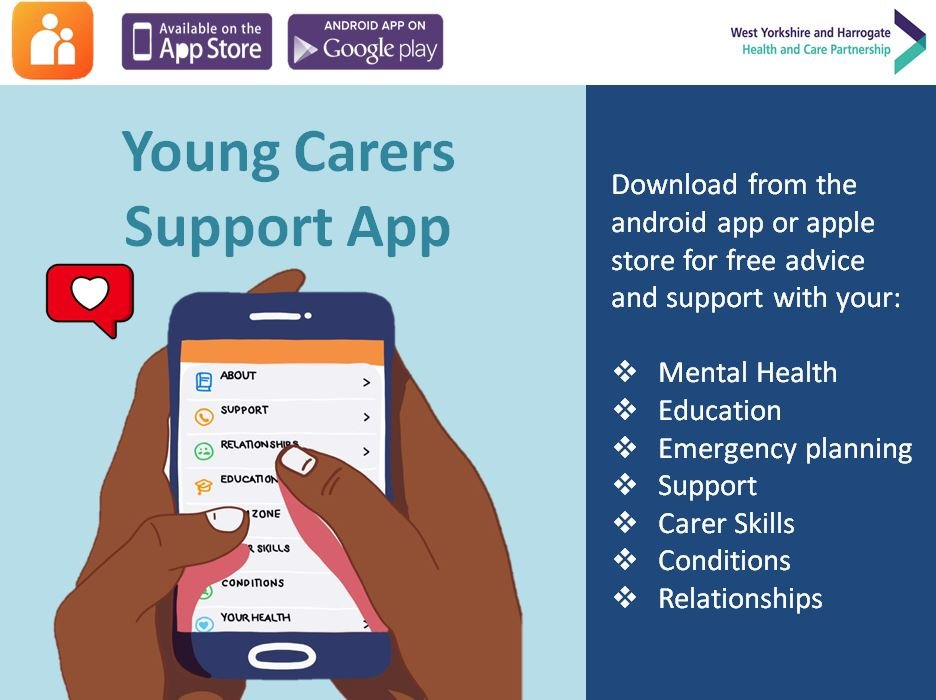 Available on the
App Store
ANDROID APP ON
Google play
West Yorkshire and Harrogate
Health and Care Partnership
Young Carers
Support App
ABOUT
SUPPORT
RELATIONSHIPS
EDUCATION
ZONE
SKILLS
CONDITIONS
YOUR HEALTH
Download from the
android app or apple
store for free advice
and support with your:
❖ Mental Health
❖ Education
❖ Emergency planning
❖ Support
❖ Carer Skills
❖ Conditions
❖ Relationships